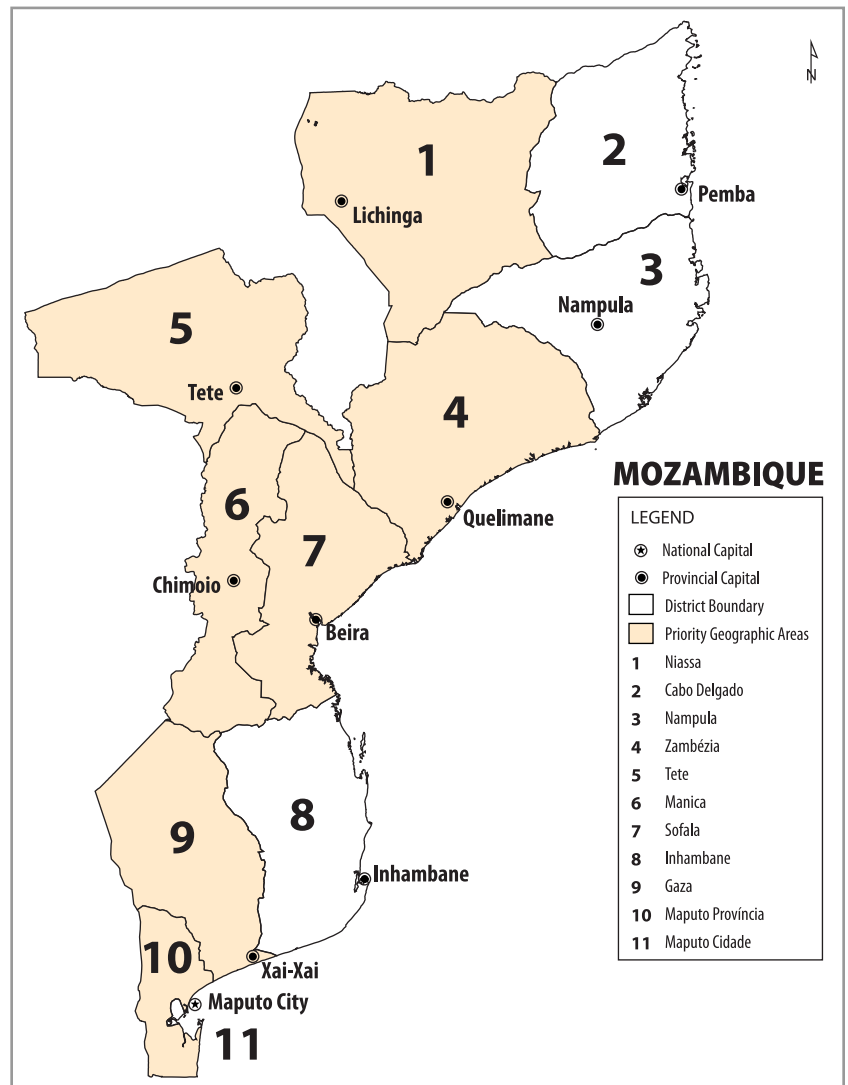 N
1
2
Pemba
Lichinga
3
Nampula
5
Tete
4
6
Quelimane
7
Chimoio
Beira
8
9
Inhambane
10
Xai-Xai
Maputo City
11
MOZAMBIQUE
LEGEND
National Capital
Provincial Capital
District Boundary
Priority Geographic Areas
1 Niassa
2 Cabo Delgado
3 Nampula
4 Zambézia
5 Tete
6 Manica
7 Sofala
8 Inhambane
9 Gaza
10 Maputo Província
11 Maputo Cidade